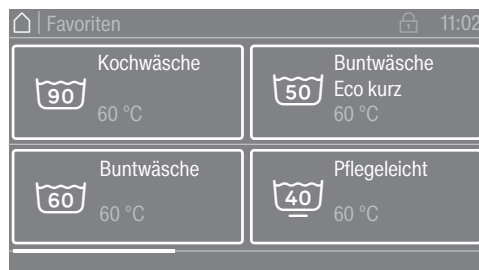 Favoriten 11:02
90 Kochwäsche
60 °C
50 Buntwäsche
Eco kurz
60 °C
60 Buntwäsche
60 °C
40 Pflegeleicht
60 °C